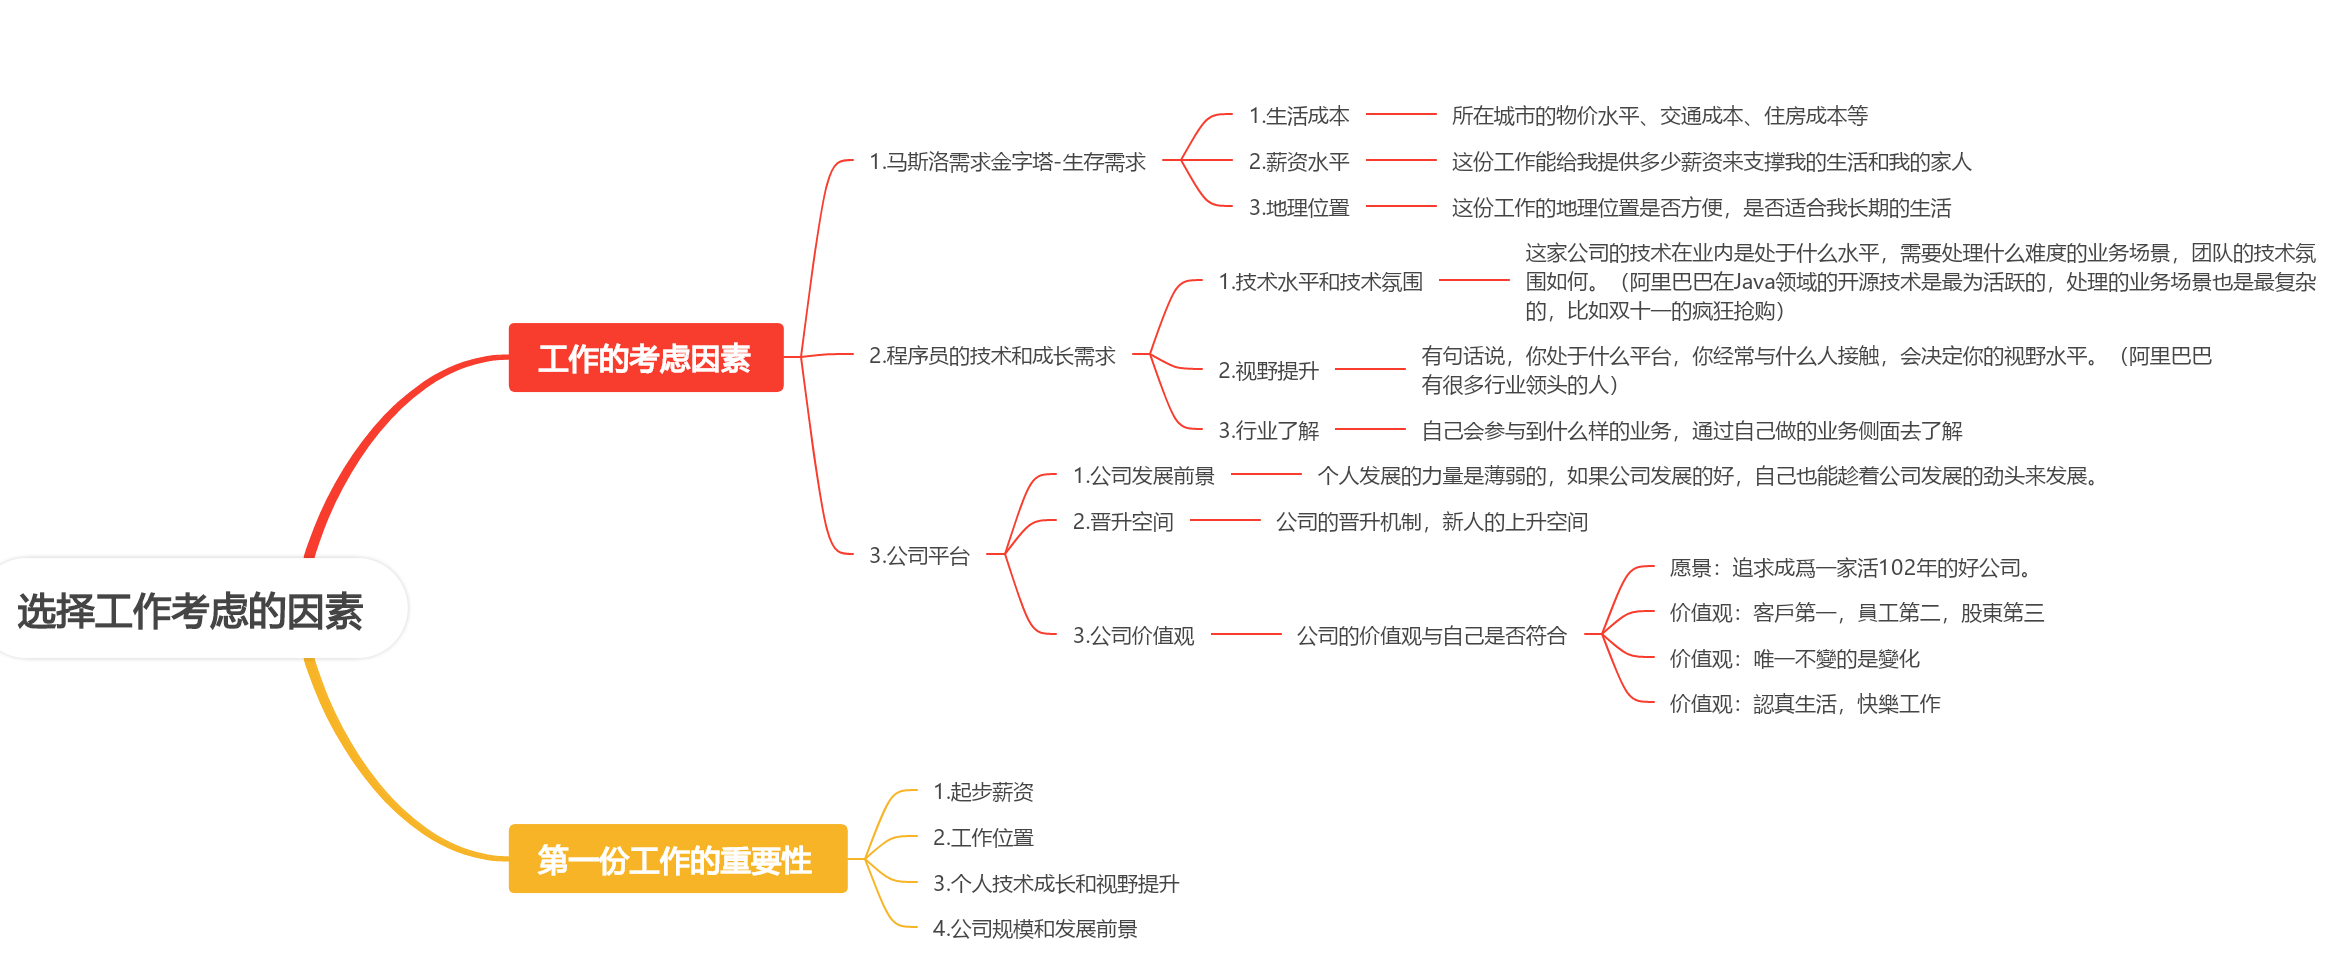 选择工作考虑的因素
工作的考虑因素
1.马斯洛需求金字塔-生存需求
1.生活成本
所在城市的物价水平、交通成本、住房成本等
2.薪资水平
这份工作能给我提供多少薪资来支撑我的生活和我的家人
3.地理位置
这份工作的地理位置是否方便，是否适合我长期的生活
2.程序员的技术和成长需求
1.技术水平和技术氛围
这家公司的技术在业内是处于什么水平，需要处理什么难度的业务场景，团队的技术氛
围如何。（阿里巴巴在Java领域的开源技术是最为活跃的，处理的业务场景也是最复杂
的，比如双十一的疯狂抢购）
2.视野提升
有句话说，你处于什么平台，你经常与什么人接触，会决定你的视野水平。（阿里巴巴
有很多行业领头的人）
3.行业了解
自己会参与到什么样的业务，通过自己做的业务侧面去了解
3.公司平台
1.公司发展前景
个人发展的力量是薄弱的，如果公司发展的好，自己也能趁着公司发展的劲头来发展。
2.晋升空间
公司的晋升机制，新人的上升空间
3.公司价值观
公司的价值观与自己是否符合
愿景：追求成爲一家活102年的好公司。
价值观：客戶第一，員工第二，股東第三
价值观：唯一不變的是變化
价值观：認真生活，快樂工作
第一份工作的重要性
1.起步薪资
2.工作位置
3.个人技术成长和视野提升
4.公司规模和发展前景